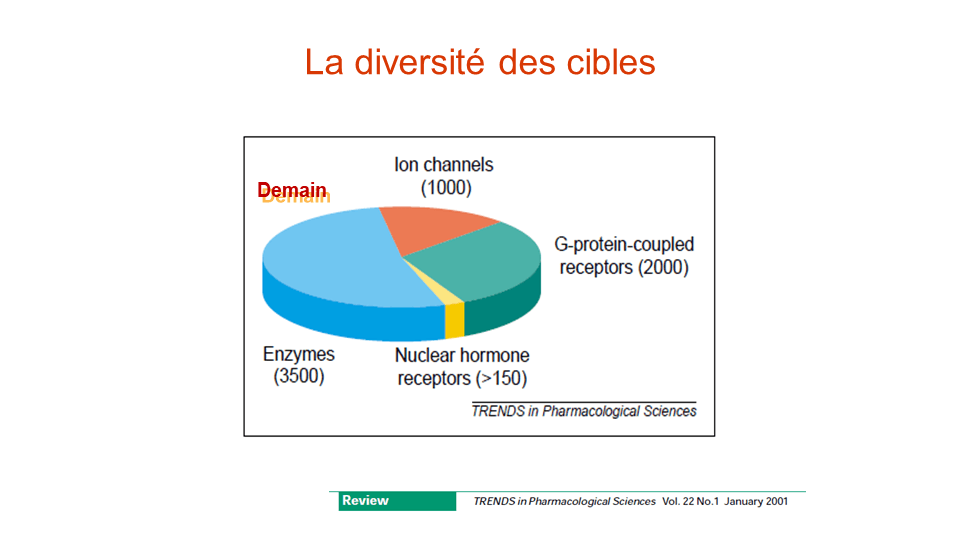 La diversité des cibles
Demain
Ion channels
(1000)
G-protein-coupled
receptors (2000)
Enzymes
(3500)
Nuclear hormone
receptors (>150)
TRENDS in Pharmacological Sciences
Review
TRENDS in Pharmacological Sciences Vol. 22 No.1 January 2001